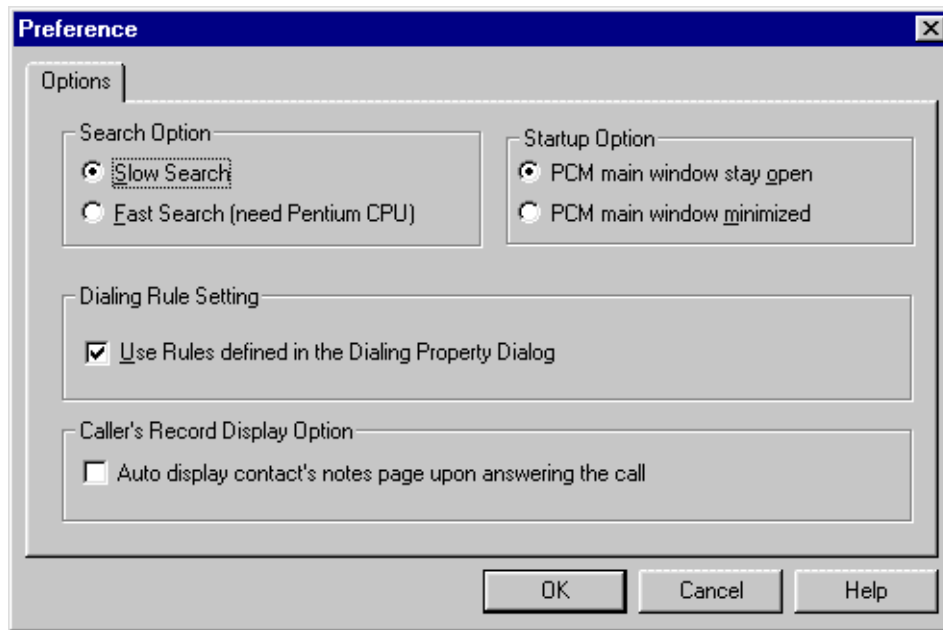 Preference
Options
Search Option
Slow Search
Fast Search (need Pentium CPU)
Startup Option
PCM main window stay open
PCM main window minimized
Dialing Rule Setting
Use Rules defined in the Dialing Property Dialog
Caller's Record Display Option
Auto display contact's notes page upon answering the call
OK
Cancel
Help